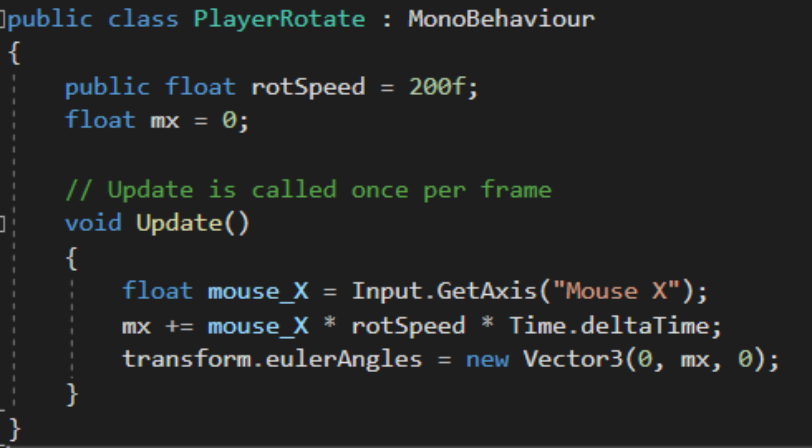 public class PlayerRotate : MonoBehaviour
{
public float rotSpeed = 200f;
float mx = 0;
// Update is called once per frame
void Update()
{
float mouse_X = Input.GetAxis("Mouse X");
mx += mouse_X * rotSpeed * Time.deltaTime;
transform.eulerAngles = new Vector3(0, mx, 0);
}
}